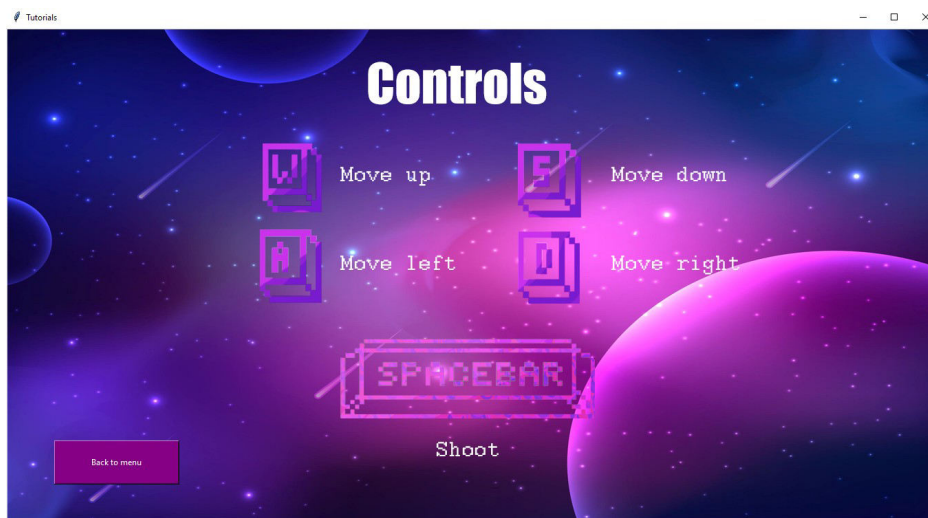 Tutorials
Controls
W Move up S Move down
A Move left D Move right
SPACEBAR
Shoot
Back to menu